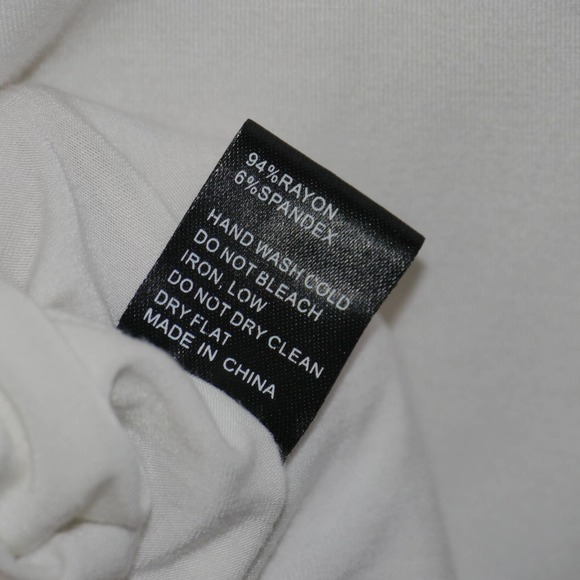 94%RAYON
6%SPANDEX
HAND WASH COLD
DO NOT BLEACH
IRON, LOW
DO NOT DRY CLEAN
DRY FLAT
MADE IN CHINA